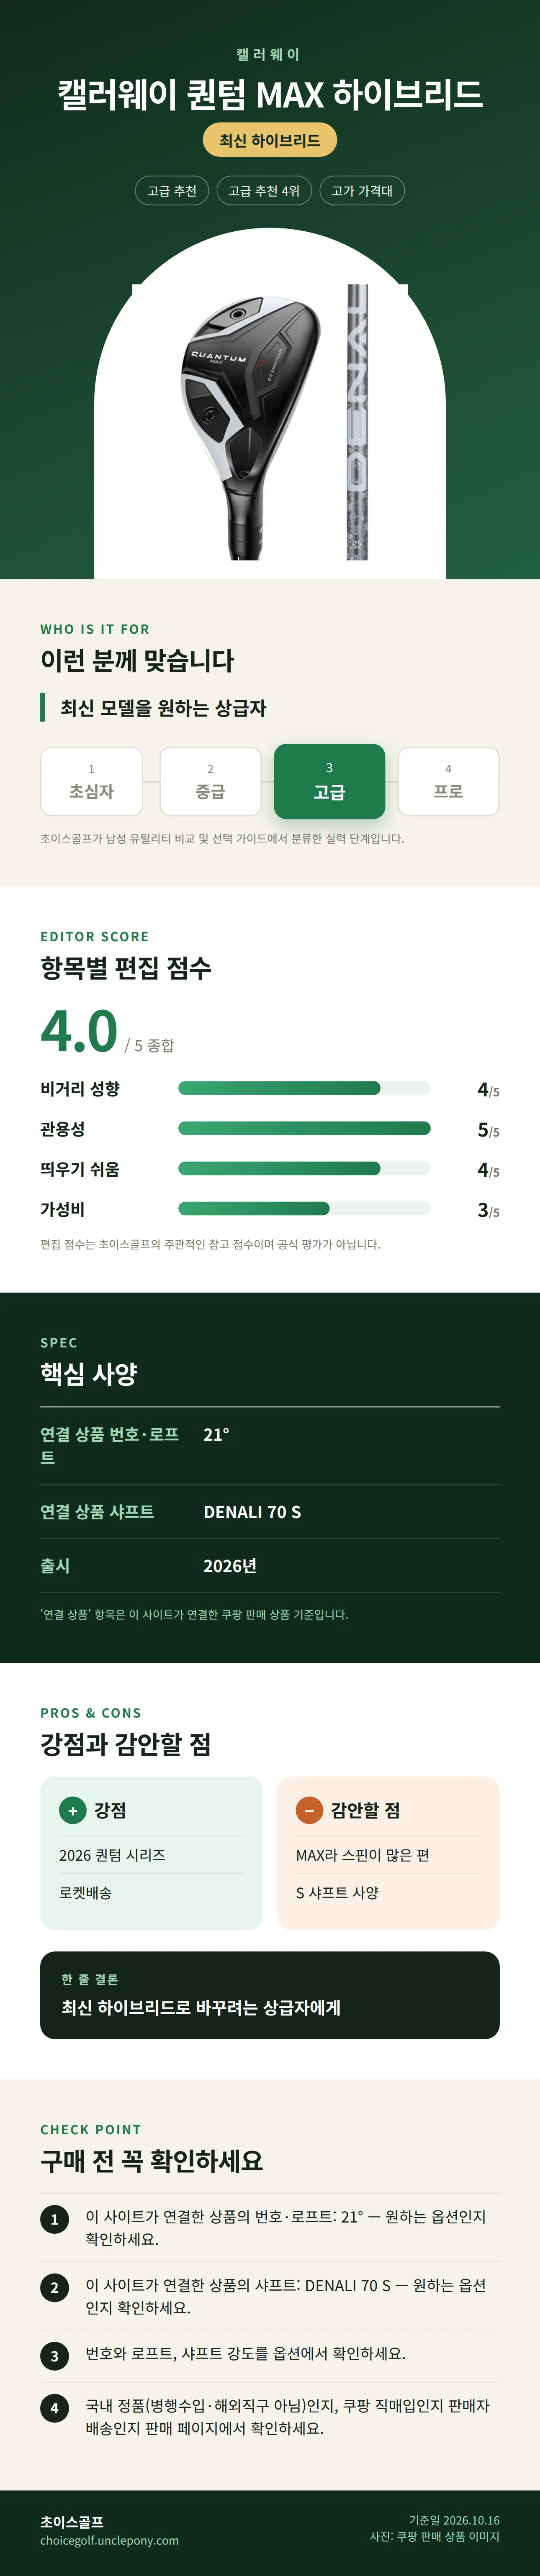 캘러웨이
캘러웨이 퀀텀 MAX 하이브리드
최신 하이브리드
고급 추천
고급 추천 4위
고가 가격대
QUANTUM
MAX
DENALI
WHO IS IT FOR
이런 분께 맞습니다
최신 모델을 원하는 상급자
1
초심자
2
중급
3
고급
4
프로
초이스골프가 남성 유틸리티 비교 및 선택 가이드에서 분류한 실력 단계입니다.
EDITOR SCORE
항목별 편집 점수
4.0 / 5 종합
비거리 성향 4/5
관용성 5/5
띄우기 쉬움 4/5
가성비 3/5
편집 점수는 초이스골프의 주관적인 참고 점수이며 공식 평가가 아닙니다.
SPEC
핵심 사양
연결 상품 번호·로프
트
21°
연결 상품 샤프트 DENALI 70 S
출시 2026년
'연결 상품' 항목은 이 사이트가 연결한 쿠팡 판매 상품 기준입니다.
PROS & CONS
강점과 감안할 점
+ 강점
2026 퀀텀 시리즈
로켓배송
− 감안할 점
MAX라 스핀이 많은 편
S 샤프트 사양
한 줄 결론
최신 하이브리드로 바꾸려는 상급자에게
CHECK POINT
구매 전 꼭 확인하세요
1 이 사이트가 연결한 상품의 번호·로프트: 21° — 원하는 옵션인지
확인하세요.
2 이 사이트가 연결한 상품의 샤프트: DENALI 70 S — 원하는 옵션
인지 확인하세요.
3 번호와 로프트, 샤프트 강도를 옵션에서 확인하세요.
4 국내 정품(병행수입·해외직구 아님)인지, 쿠팡 직매입인지 판매자
배송인지 판매 페이지에서 확인하세요.
초이스골프
choicegolf.unclepony.com
기준일 2026.10.16
사진: 쿠팡 판매 상품 이미지